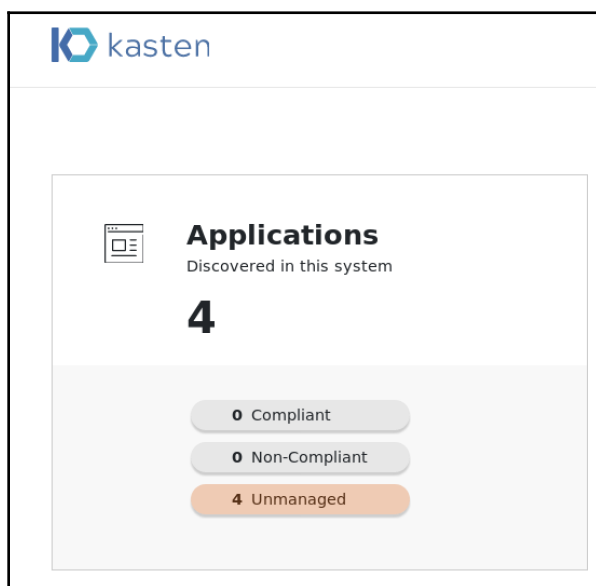 kasten
Applications
Discovered in this system
4
0 Compliant
0 Non-Compliant
4 Unmanaged